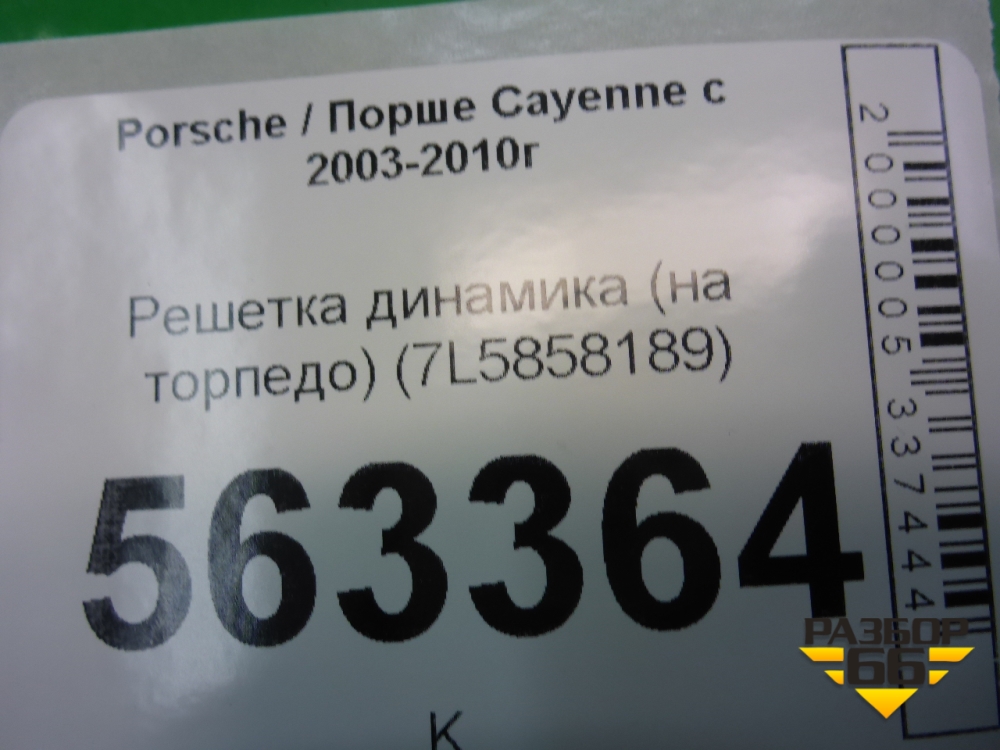 Porsche / Порше Cayenne с
2003-2010г
Решетка динамика (на
торпедо) (7L5858189)
563364
К
2000005337444
РАЗБОР
66